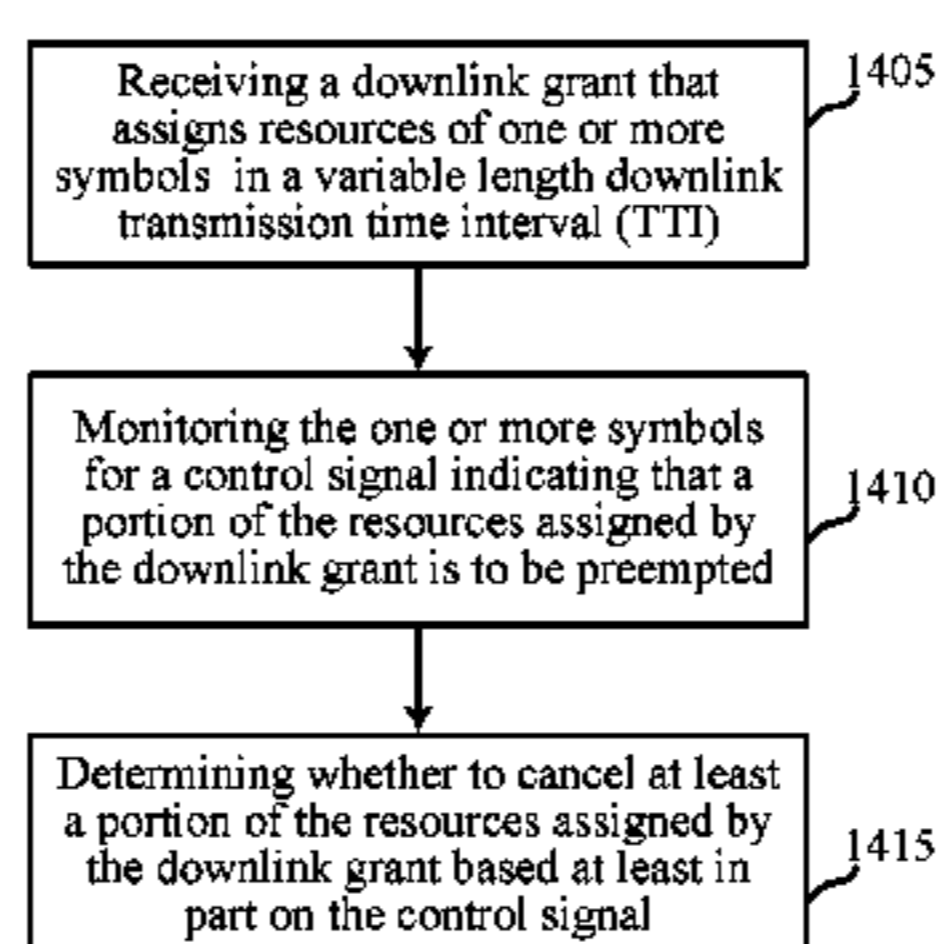 Receiving a downlink grant that
assigns resources of one or more
symbols in a variable length downlink
transmission time interval (TTI)
1405
Monitoring the one or more symbols
for a control signal indicating that a
portion of the resources assigned by
the downlink grant is to be preempted
1410
Determining whether to cancel at least
a portion of the resources assigned by
the downlink grant based at least in
part on the control signal
1415